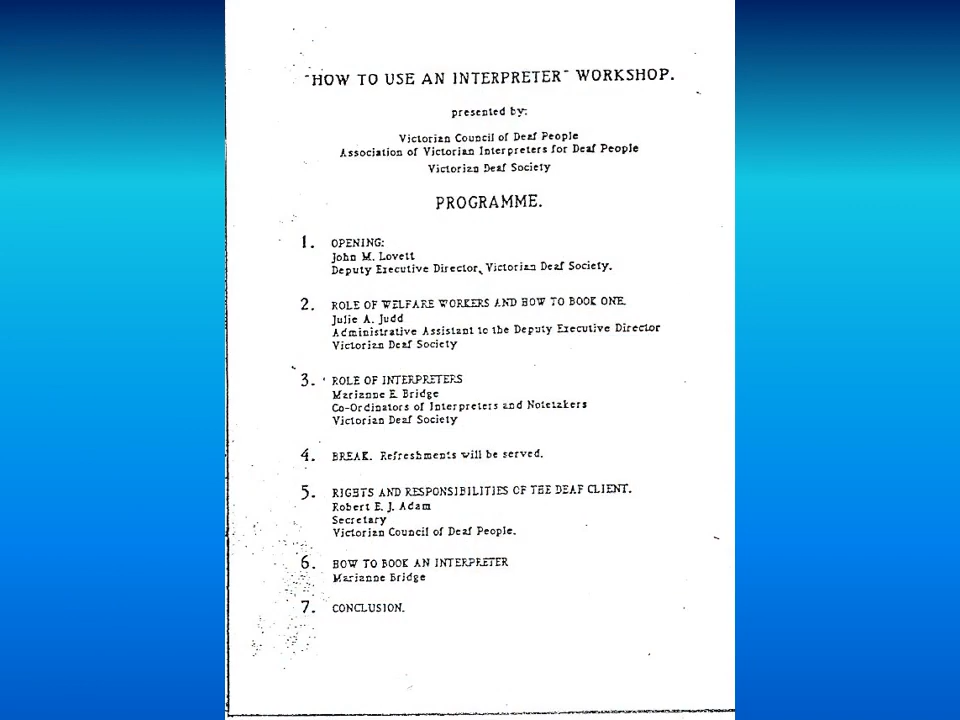 "HOW TO USE AN INTERPRETER" WORKSHOP.
presented by:
Victorian Council of Deaf People
Association of Victorian Interpreters for Deaf People
Victorian Deaf Society
PROGRAMME.
1. OPENING:
John M. Lovett
Deputy Executive Director, Victorian Deaf Society.
2. ROLE OF WELFARE WORKERS AND HOW TO BOOK ONE.
Julie A. Judd
Administrative Assistant to the Deputy Executive Director
Victorian Deaf Society
3. ROLE OF INTERPRETERS
Marianne E. Bridge
Co-Ordinators of Interpreters and Notetakers
Victorian Deaf Society
4. BREAK. Refreshments will be served.
5. RIGHTS AND RESPONSIBILITIES OF THE DEAF CLIENT.
Robert E. J. Adam
Secretary
Victorian Council of Deaf People.
6. HOW TO BOOK AN INTERPRETER
Marianne Bridge
7. CONCLUSION.